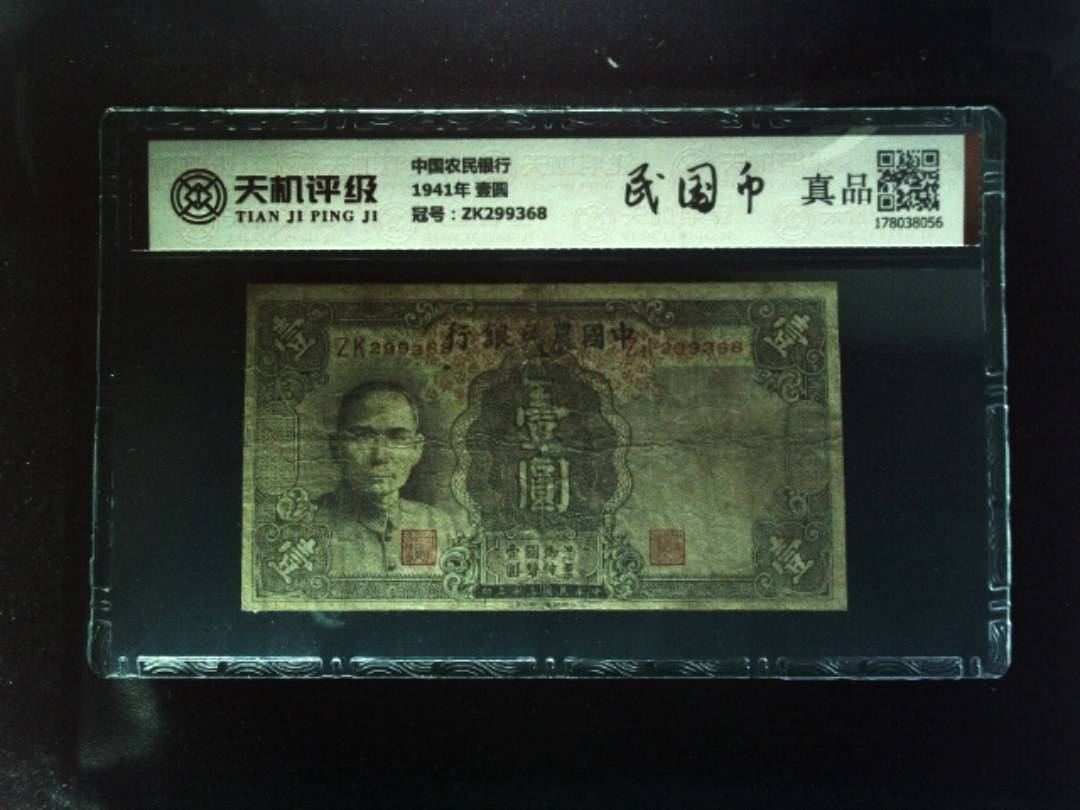 天机评级
TIAN JI PING JI
中国农民银行
1941年 壹圆
冠号：ZK299368
民国币
真品
178038056
行銀民農國中
ZK299368
ZK299368
壹
壹
壹圓
壹
壹